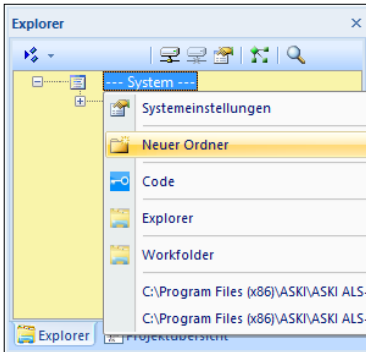 Explorer
--- System ---
Systemeinstellungen
Neuer Ordner
Code
Explorer
Workfolder
C:\Program Files (x86)\ASKI\ASKI ALS-
C:\Program Files (x86)\ASKI\ASKI ALS-
Explorer
Projektübersicht